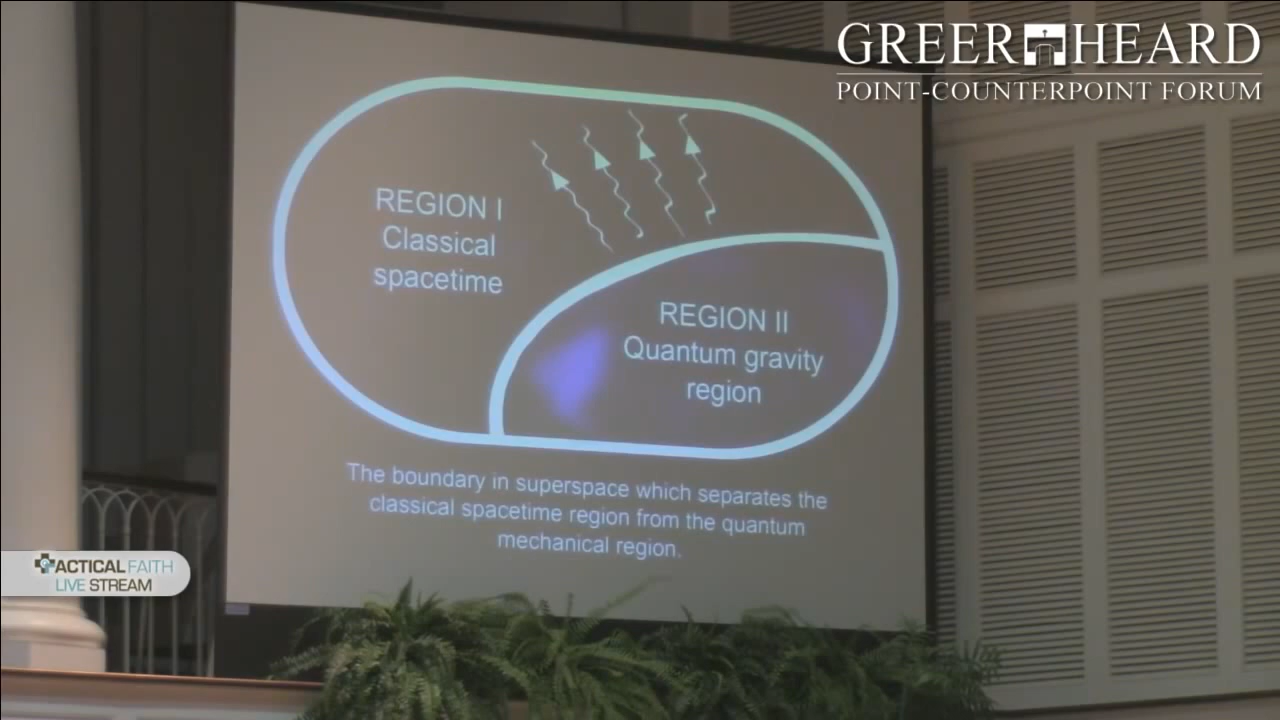 GREER HEARD
POINT-COUNTERPOINT FORUM
REGION I
Classical
spacetime
REGION II
Quantum gravity
region
The boundary in superspace which separates the
classical spacetime region from the quantum
mechanical region.
TACTICAL FAITH
LIVE STREAM